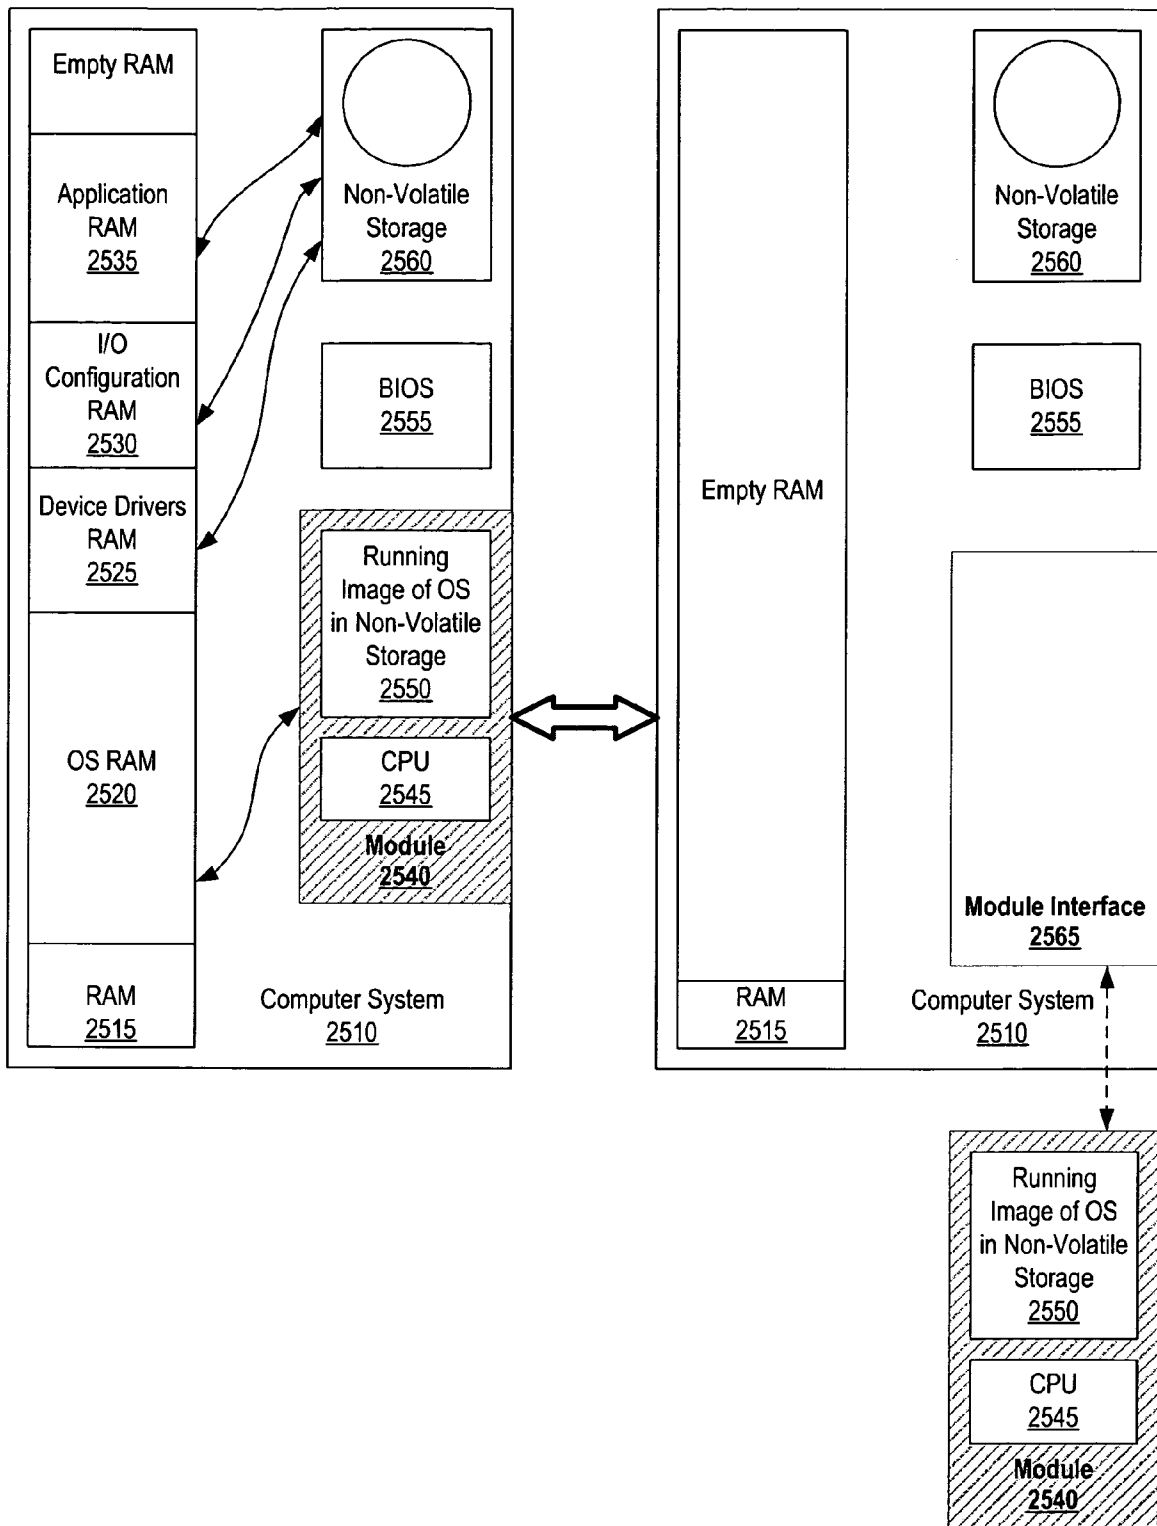 Empty RAM
Application
RAM
2535
I/O
Configuration
RAM
2530
Device Drivers
RAM
2525
OS RAM
2520
RAM
2515
Non-Volatile
Storage
2560
BIOS
2555
Running
Image of OS
in Non-Volatile
Storage
2550
CPU
2545
Module
2540
Computer System
2510
Empty RAM
RAM
2515
Non-Volatile
Storage
2560
BIOS
2555
Module Interface
2565
Computer System
2510
Running
Image of OS
in Non-Volatile
Storage
2550
CPU
2545
Module
2540